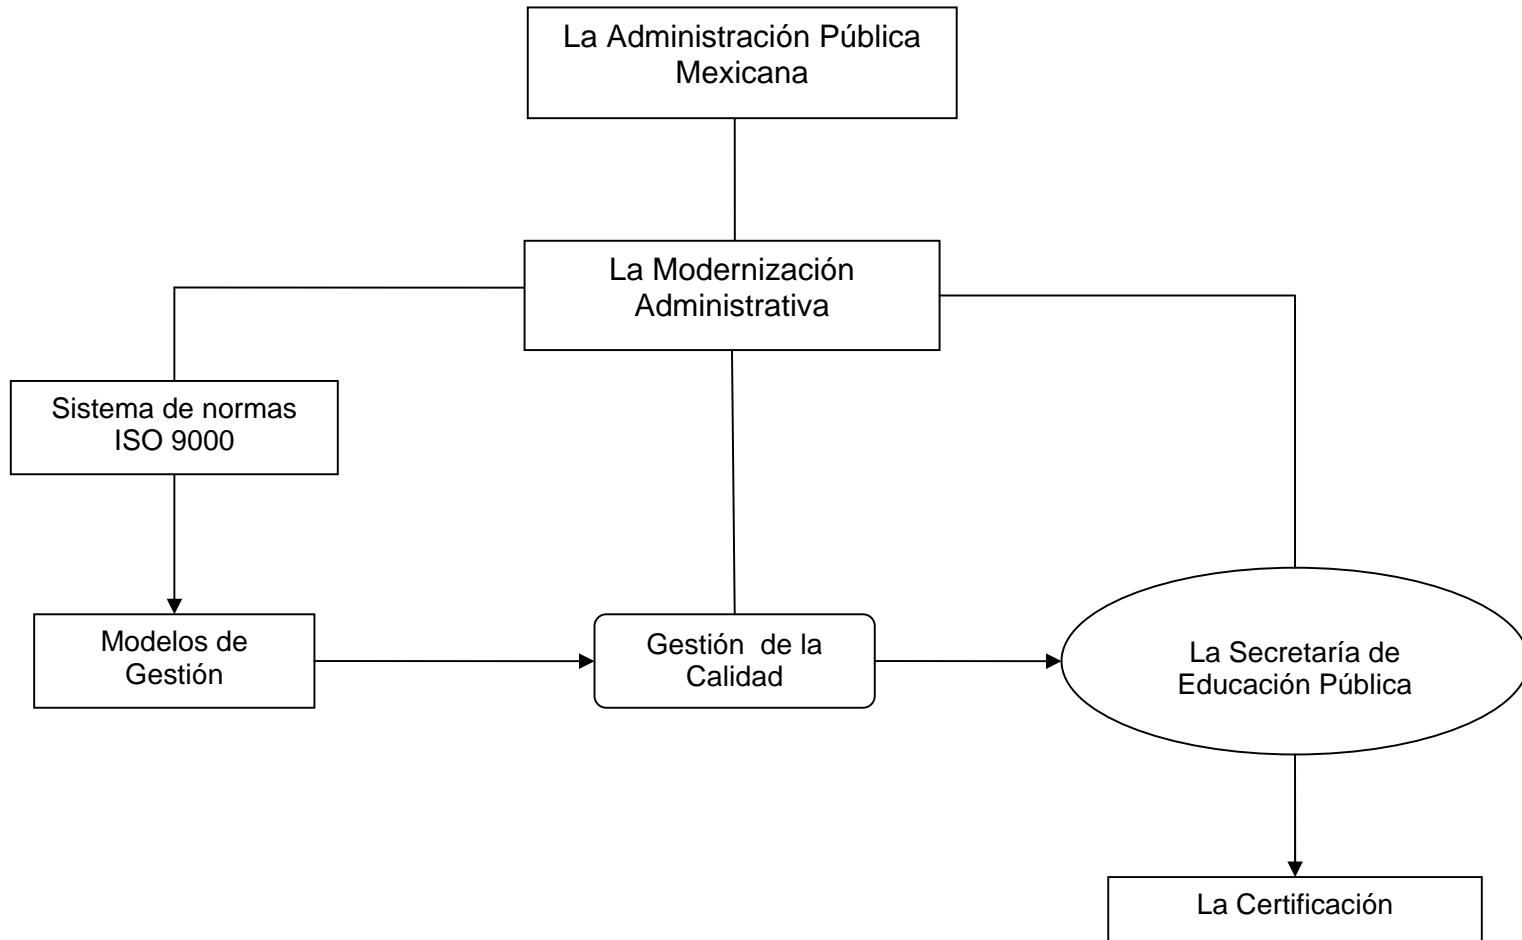 La Administración Pública
Mexicana
La Modernización
Administrativa
Sistema de normas
ISO 9000
Modelos de
Gestión
Gestión  de la
Calidad
La Secretaría de
Educación Pública
La Certificación